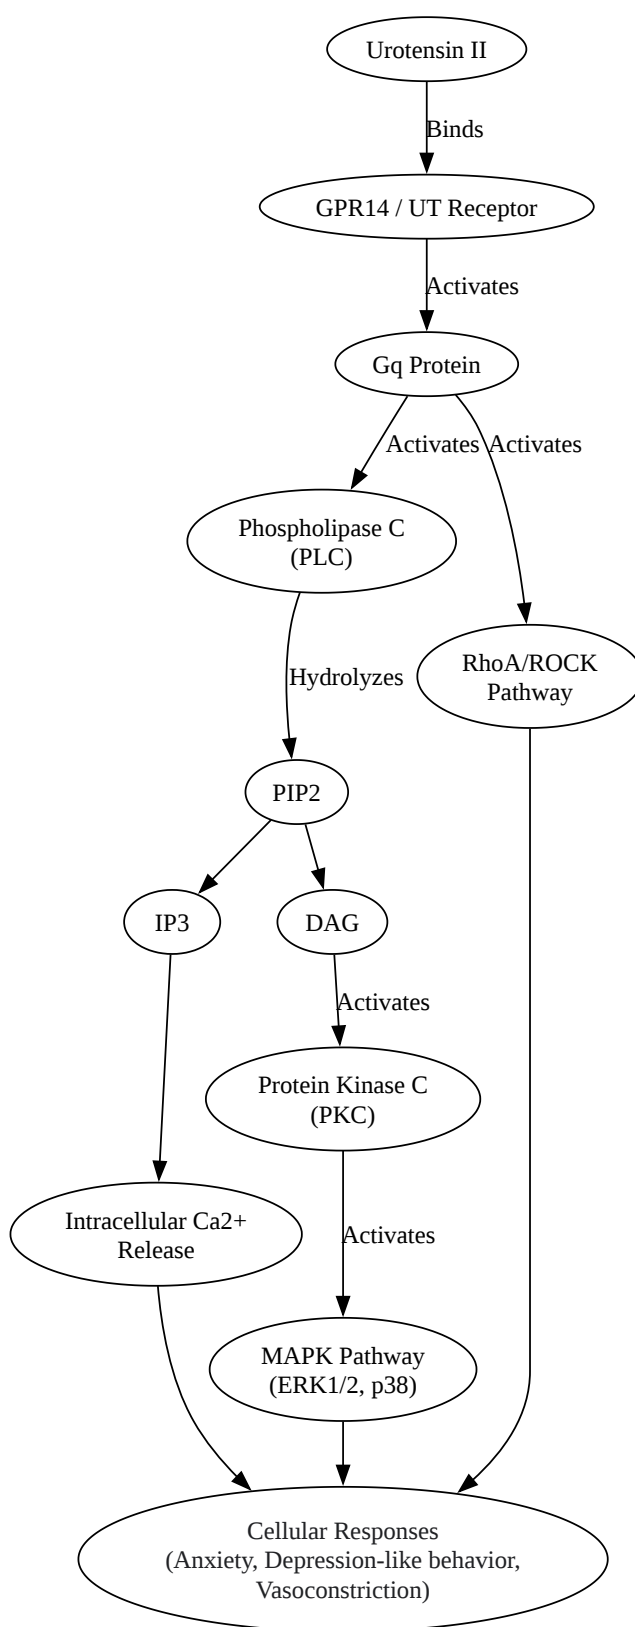 Urotensin II
Binds
GPR14 / UT Receptor
Activates
Gq Protein
Activates
Activates
Phospholipase C
(PLC)
RhoA/ROCK
Pathway
Hydrolyzes
PIP2
IP3
DAG
Activates
Protein Kinase C
(PKC)
Intracellular Ca2+
Release
Activates
MAPK Pathway
(ERK1/2, p38)
Cellular Responses
(Anxiety, Depression-like behavior,
Vasoconstriction)